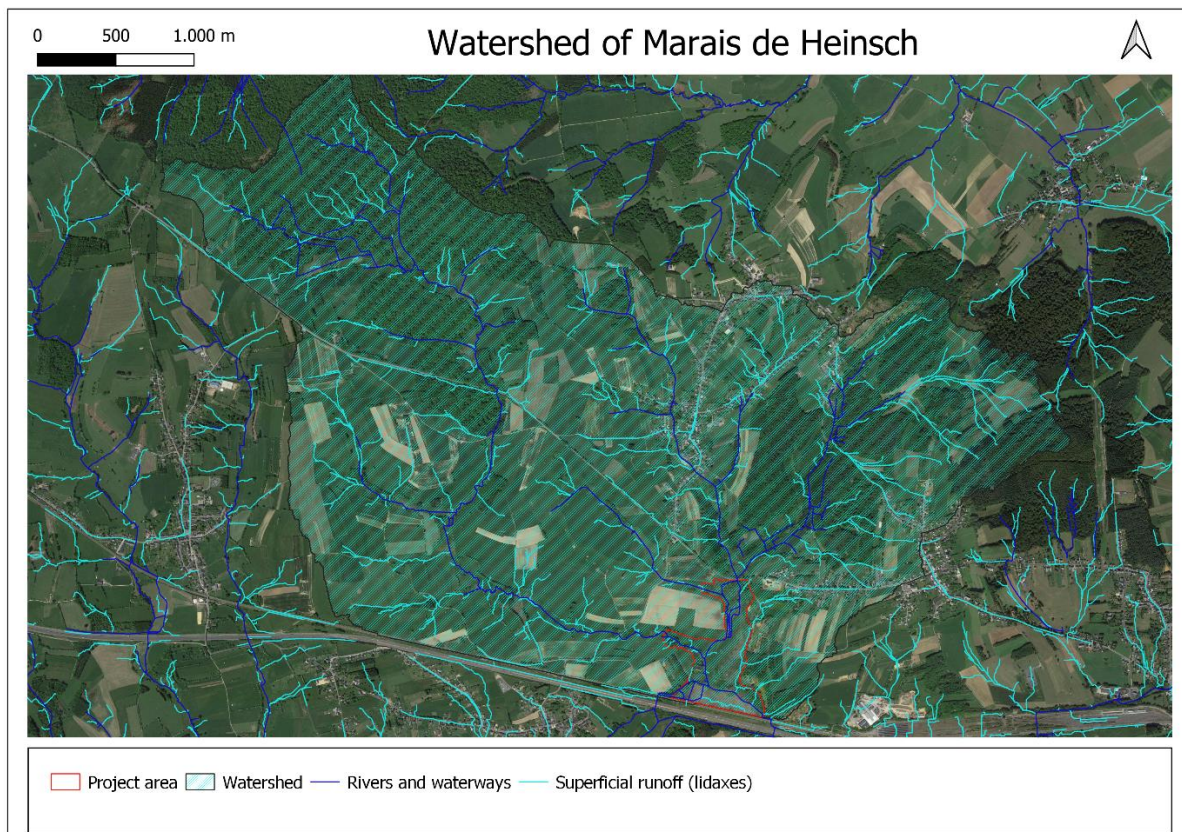 0 500 1.000 m
Watershed of Marais de Heinsch
Project area Watershed Rivers and waterways Superficial runoff (lidaxes)